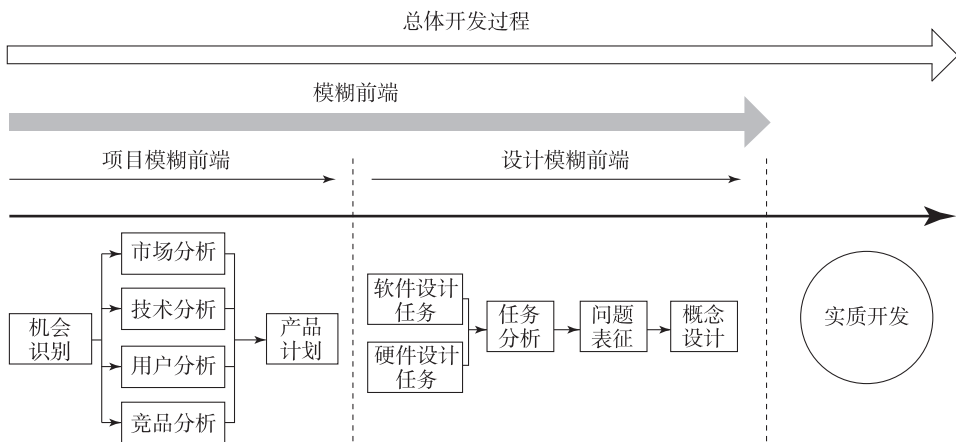 总体开发过程
模糊前端
项目模糊前端
设计模糊前端
机会
识别
市场分析
技术分析
用户分析
竞品分析
产品
计划
软件设计
任务
硬件设计
任务
任务
分析
问题
表征
概念
设计
实质开发